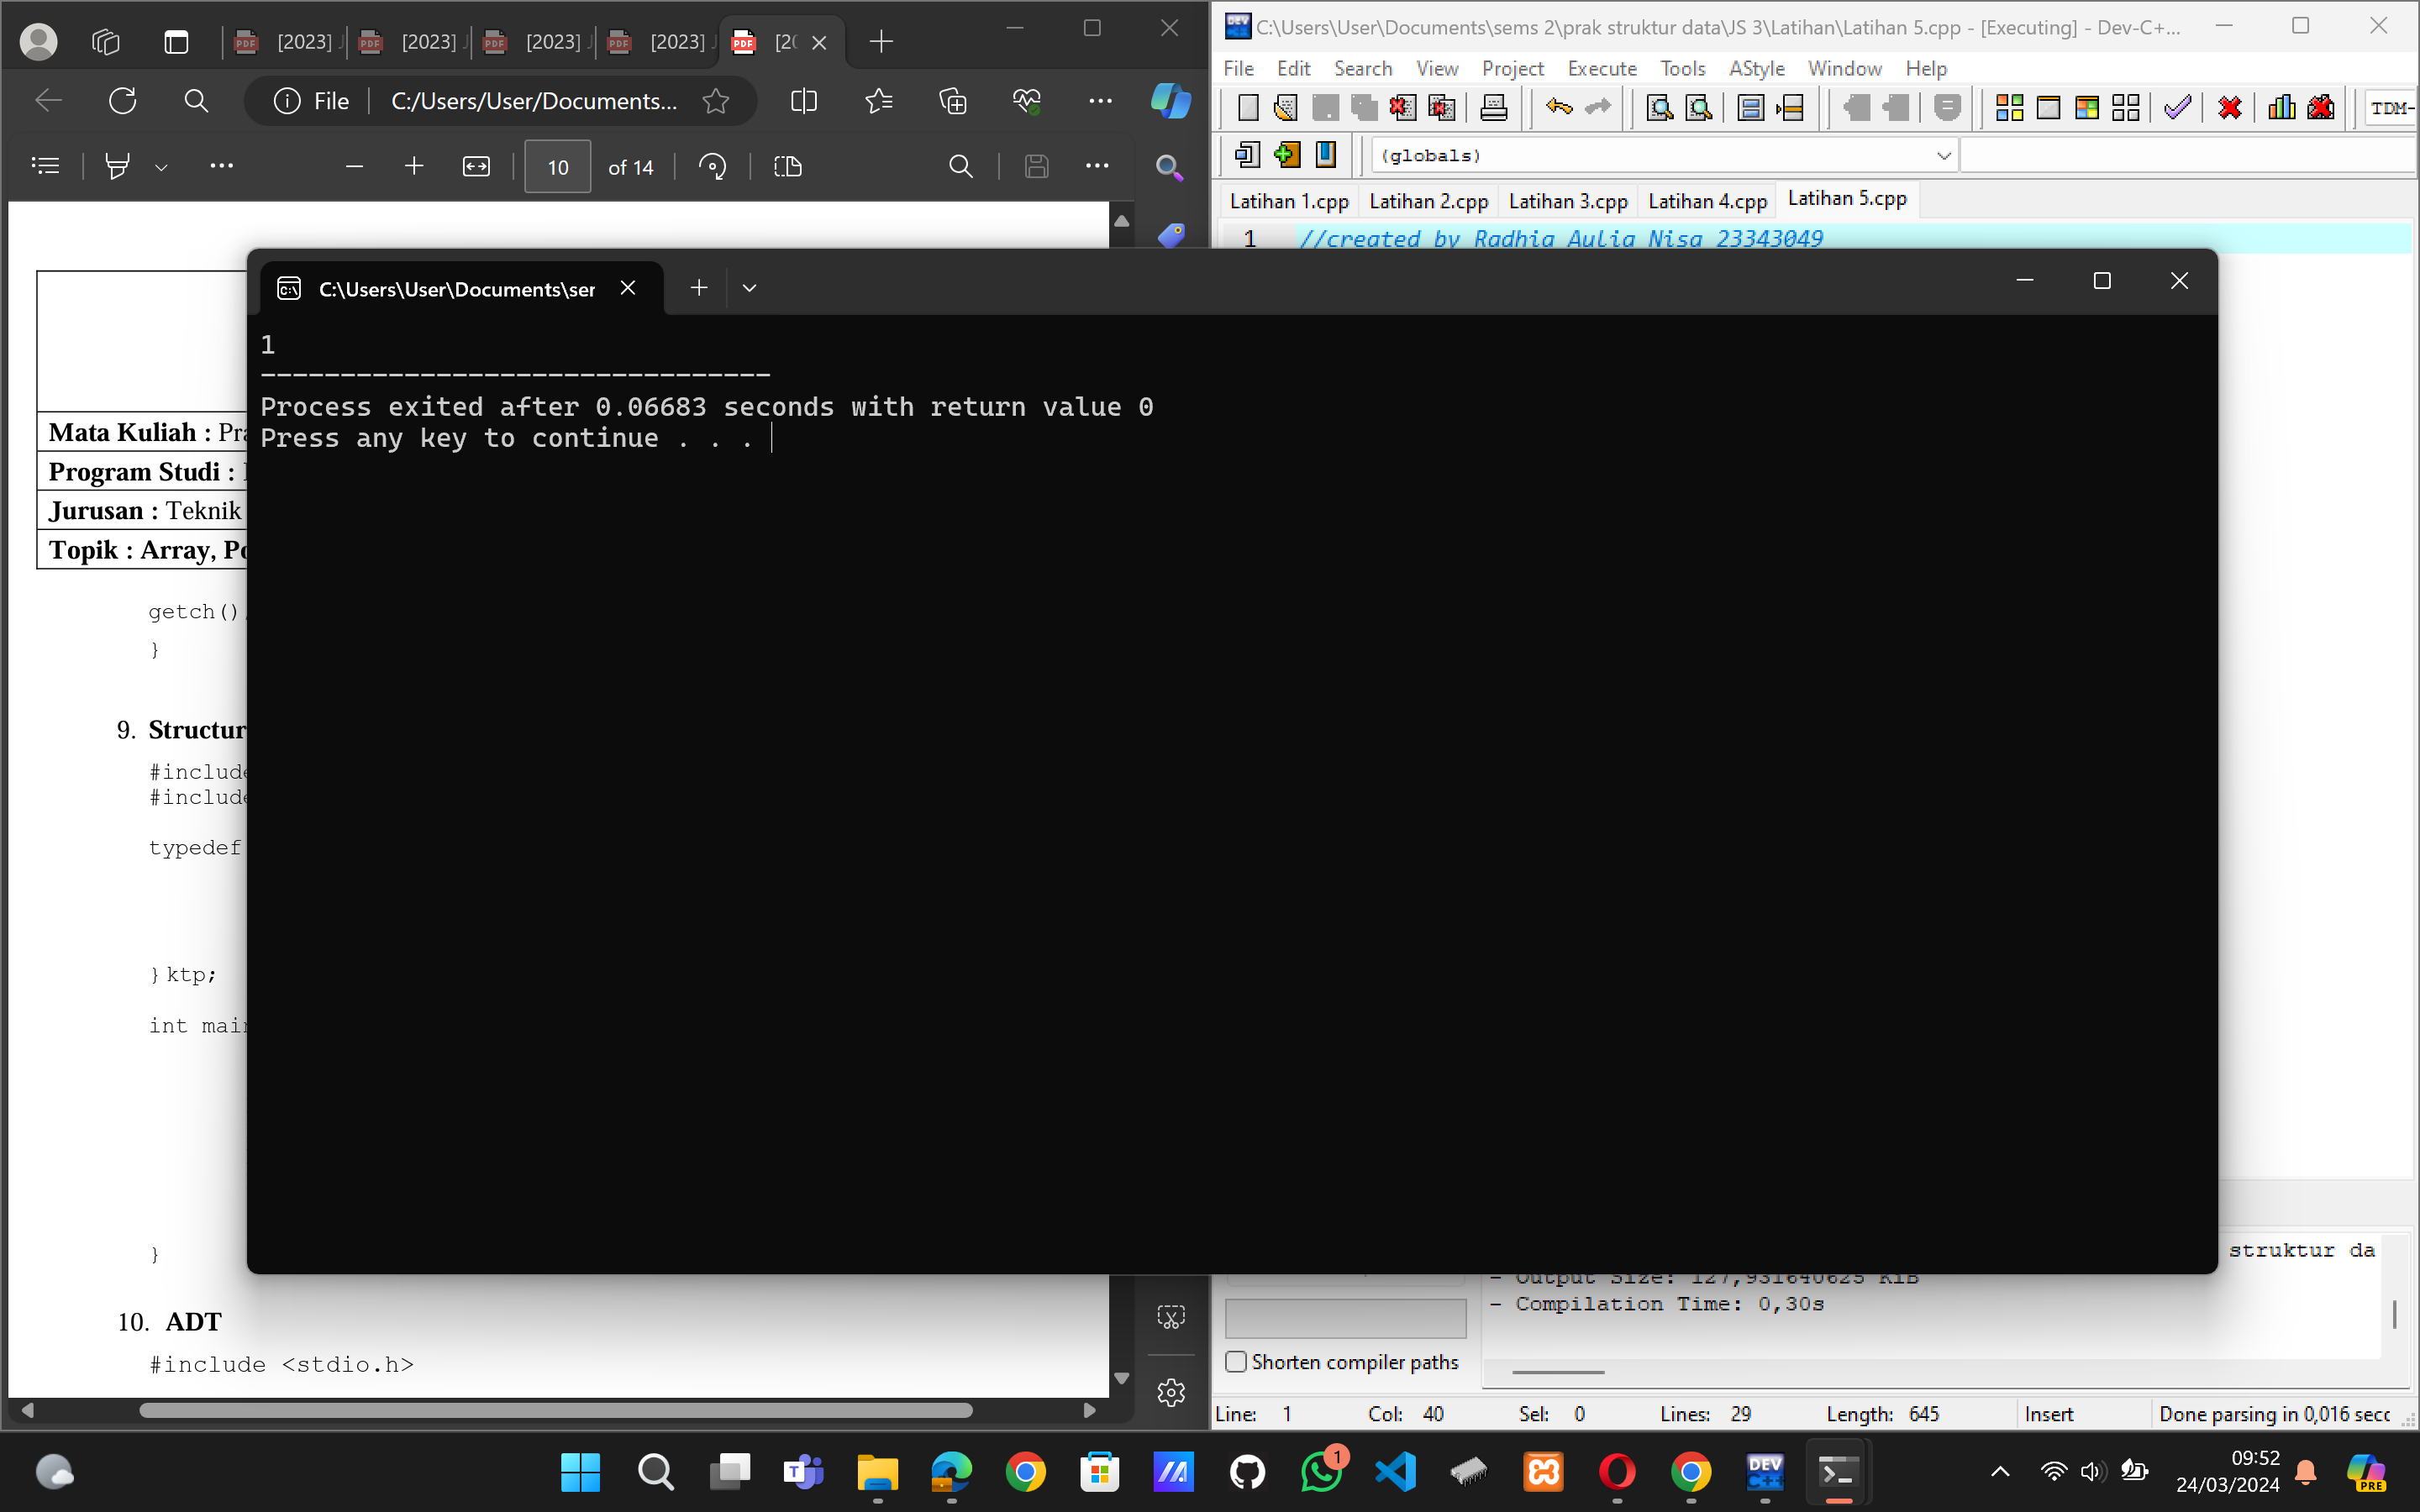 [2023] J
[2023] J
[2023] J
[2023] J
[20
File
C:/Users/User/Documents...
10
of 14
Mata Kuliah : Pra
Program Studi :
Jurusan : Teknik
Topik : Array, Po
getch()
}
9. Structur
#include
#include
typedef
} ktp;
int main
}
10. ADT
#include <stdio.h>
C:\Users\User\Documents\sems 2\prak struktur data\JS 3\Latihan\Latihan 5.cpp - [Executing] - Dev-C+...
File Edit Search View Project Execute Tools AStyle Window Help
TDM-
(globals)
Latihan 1.cpp Latihan 2.cpp Latihan 3.cpp Latihan 4.cpp Latihan 5.cpp
1 //created by Radhia Aulia Nisa 23343049
C:\Users\User\Documents\ser
1
--------------------------------
Process exited after 0.06683 seconds with return value 0
Press any key to continue . . .
struktur da
- Output Size: 127,931640625 KiB
- Compilation Time: 0,30s
Shorten compiler paths
Line: 1 Col: 40 Sel: 0 Lines: 29 Length: 645 Insert Done parsing in 0,016 secc
1
DEV C++
PRE
09:52
24/03/2024